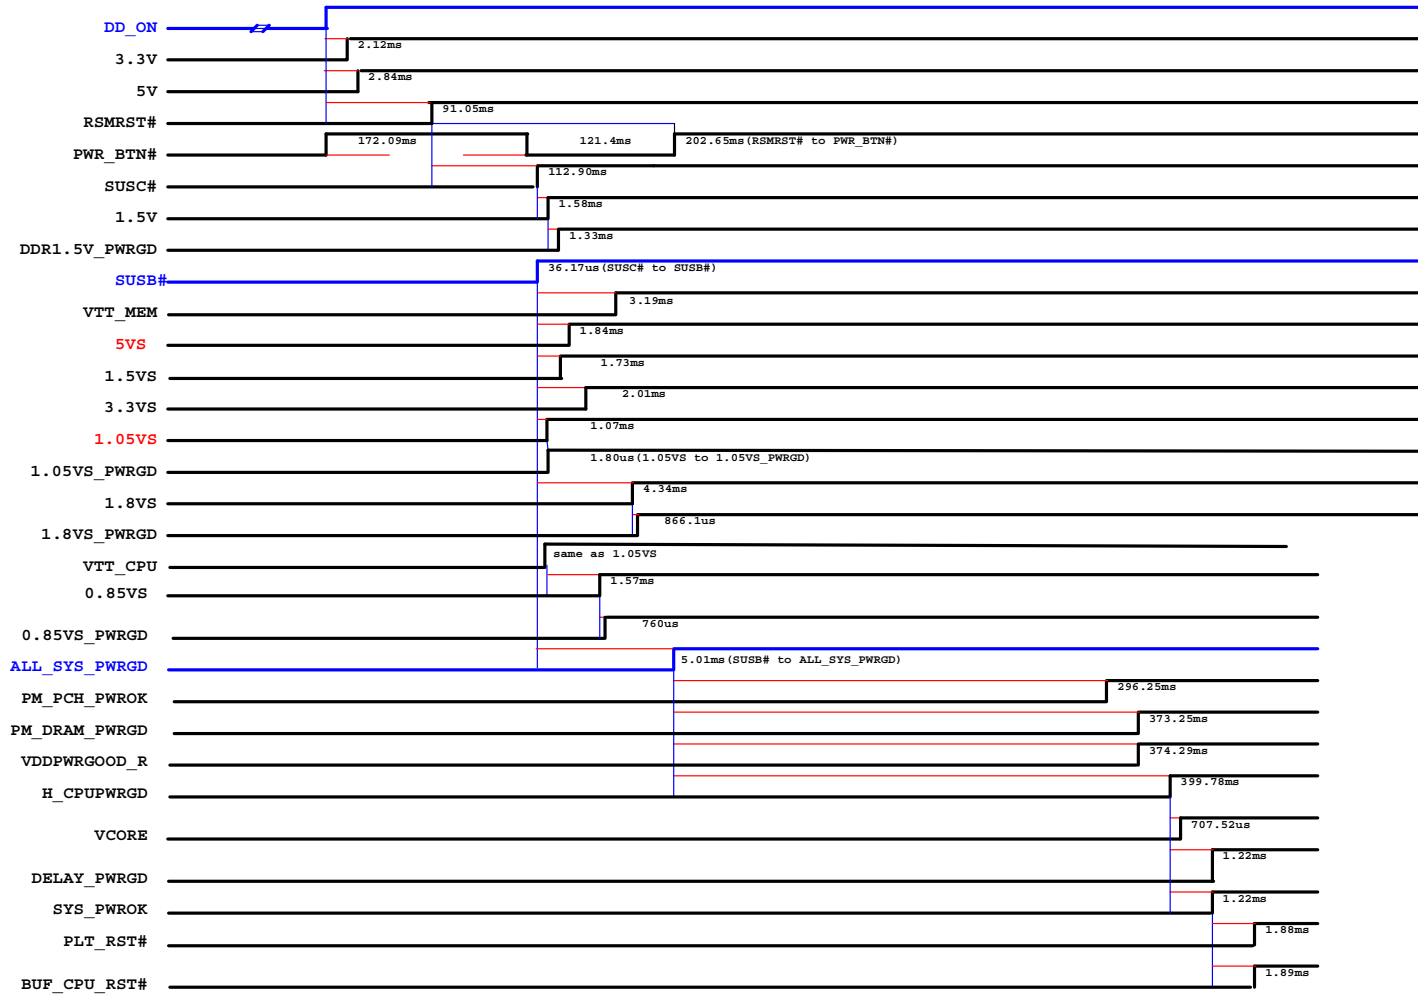 DD_ON
3.3V 2.12ms
5V 2.84ms
RSMRST# 91.05ms
PWR_BTN# 172.09ms 121.4ms 202.65ms(RSMRST# to PWR_BTN#)
SUSC# 112.90ms
1.5V 1.58ms
DDR1.5V_PWRGD 1.33ms
SUSB# 36.17us(SUSC# to SUSB#)
VTT_MEM 3.19ms
5VS 1.84ms
1.5VS 1.73ms
3.3VS 2.01ms
1.05VS 1.07ms
1.05VS_PWRGD 1.80us(1.05VS to 1.05VS_PWRGD)
1.8VS 4.34ms
1.8VS_PWRGD 866.1us
VTT_CPU same as 1.05VS
0.85VS 1.57ms
0.85VS_PWRGD 760us
ALL_SYS_PWRGD 5.01ms(SUSB# to ALL_SYS_PWRGD)
PM_PCH_PWROK 296.25ms
PM_DRAM_PWRGD 373.25ms
VDDPWRGOOD_R 374.29ms
H_CPUPWRGD 399.78ms
VCORE 707.52us
DELAY_PWRGD 1.22ms
SYS_PWROK 1.22ms
PLT_RST# 1.88ms
BUF_CPU_RST# 1.89ms